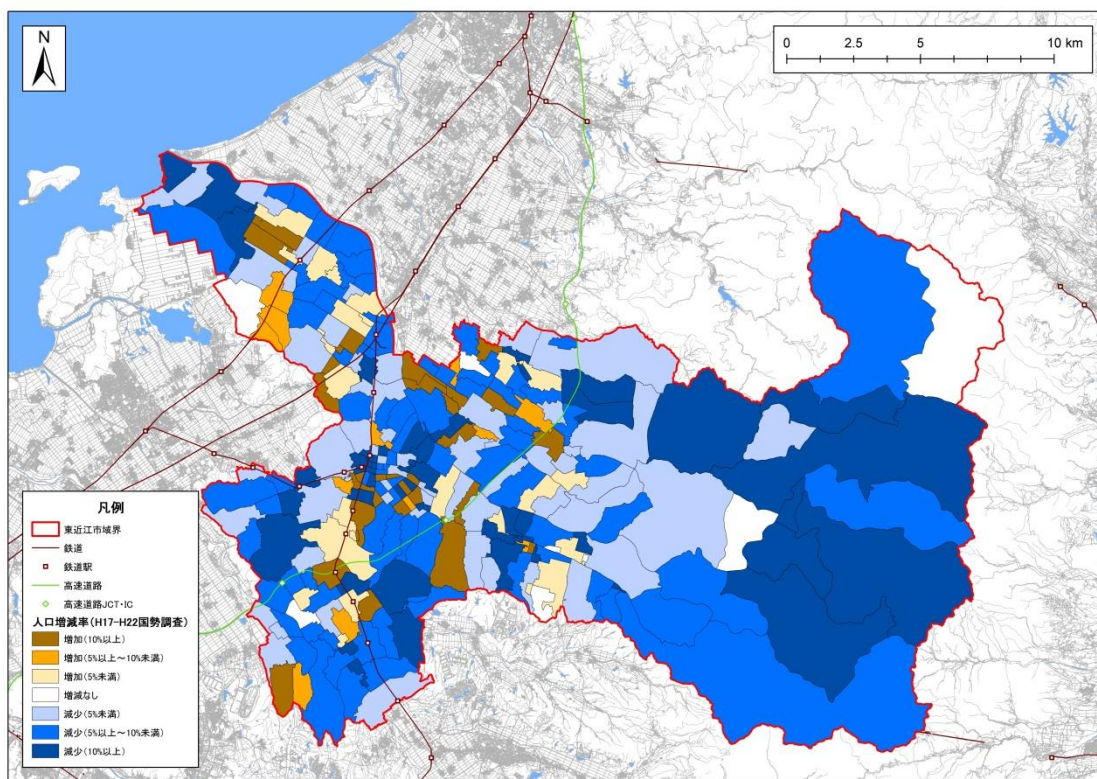 N
0 2.5 5 10 km
凡例
東近江市域界
鉄道
鉄道駅
高速道路
高速道路JCT・IC
人口増減率(H17-H22国勢調査)
増加(10%以上)
増加(5%以上～10%未満)
増加(5%未満)
増減なし
減少(5%未満)
減少(5%以上～10%未満)
減少(10%以上)